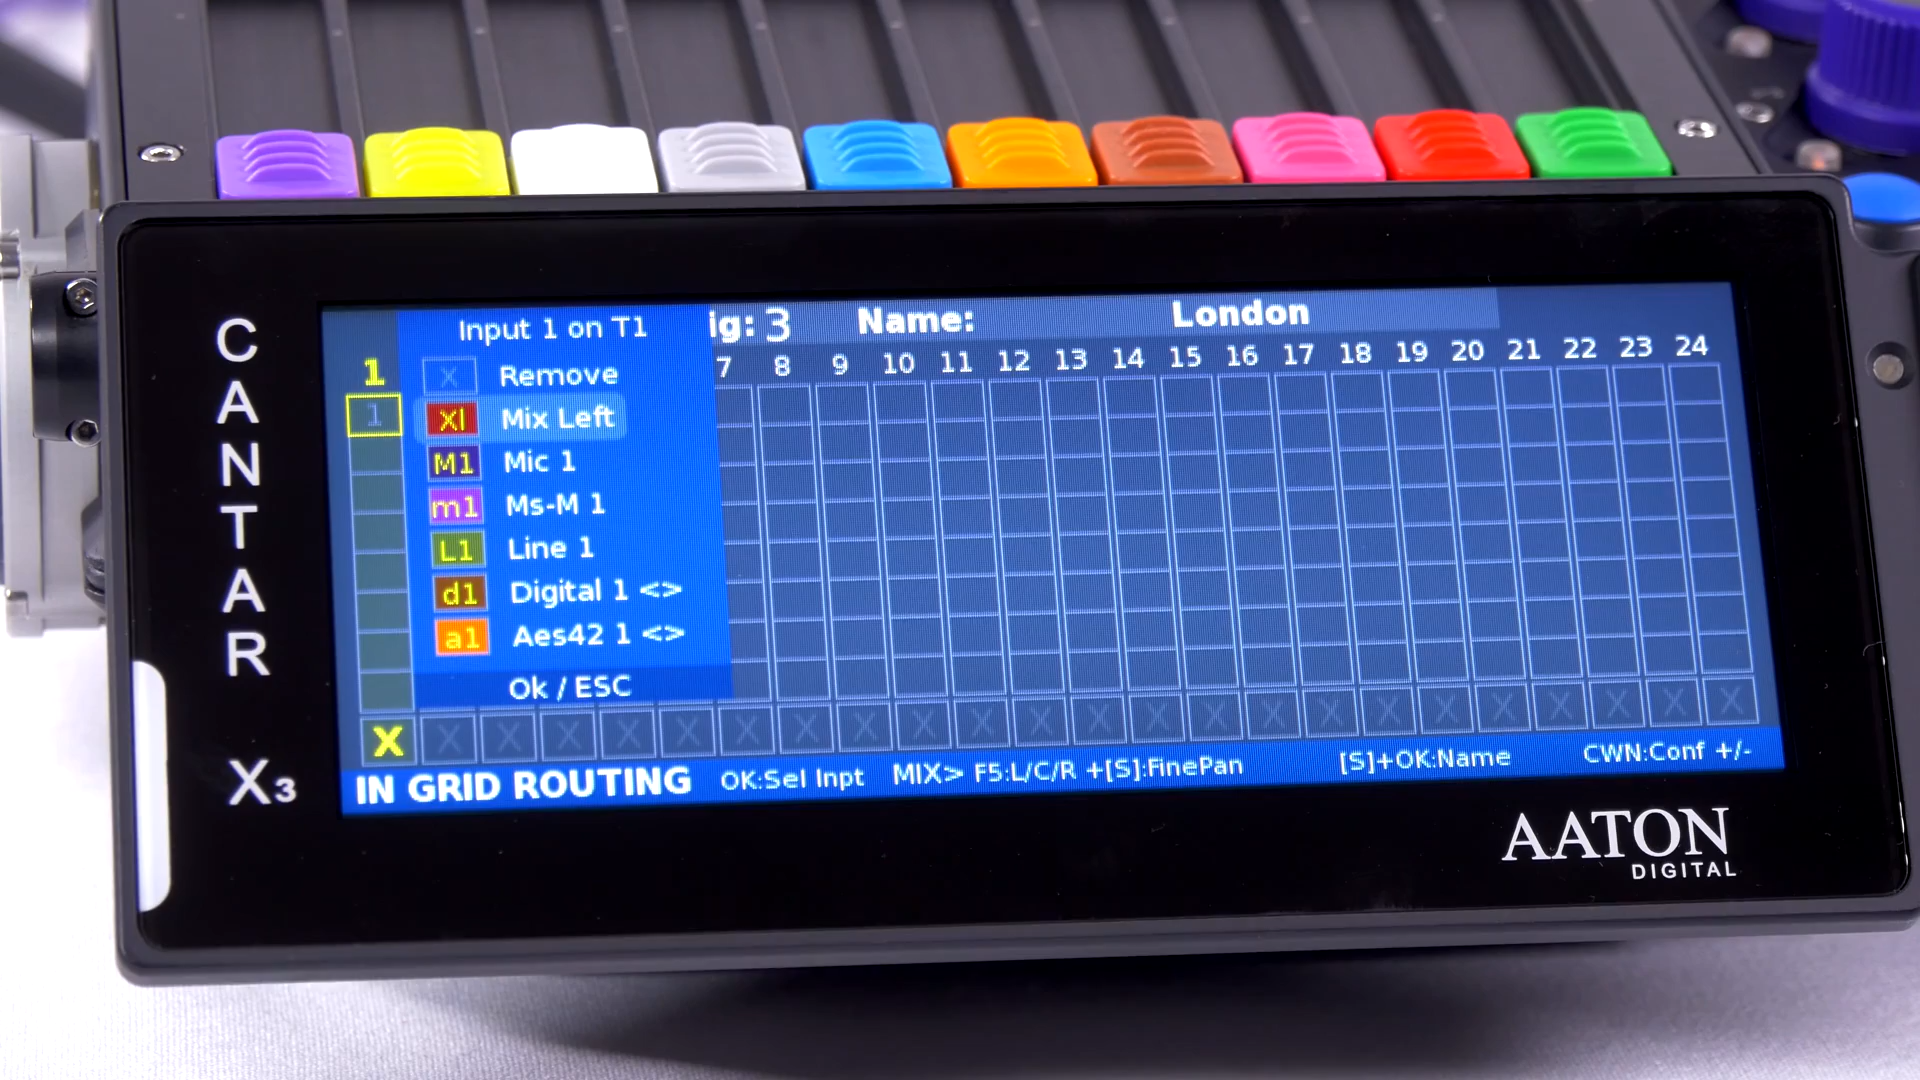 CANTAR
X3
Input 1 on T1
ig: 3 Name: London
1 7 8 9 10 11 12 13 14 15 16 17 18 19 20 21 22 23 24
X Remove
1 Xl Mix Left
M1 Mic 1
m1 Ms-M 1
L1 Line 1
d1 Digital 1 <>
a1 Aes42 1 <>
Ok / ESC
X X X X X X X X X X X X X X X X X X X X X X X X
IN GRID ROUTING OK:Sel Inpt MIX> F5:L/C/R +[S]:FinePan [S]+OK:Name CWN:Conf +/-
AATON
DIGITAL